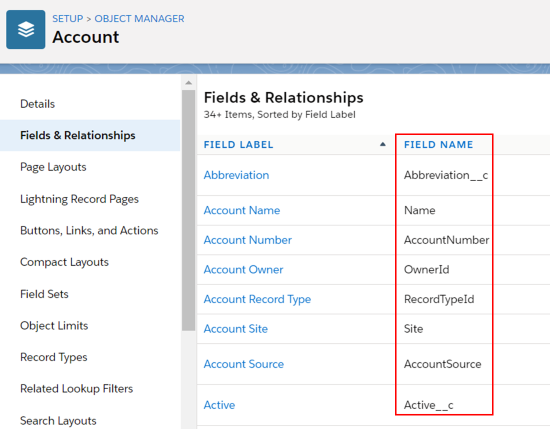 SETUP > OBJECT MANAGER
Account
Details
Fields & Relationships
Page Layouts
Lightning Record Pages
Buttons, Links, and Actions
Compact Layouts
Field Sets
Object Limits
Record Types
Related Lookup Filters
Search Layouts
Fields & Relationships
34+ Items, Sorted by Field Label
FIELD LABEL FIELD NAME
Abbreviation Abbreviation__c
Account Name Name
Account Number AccountNumber
Account Owner OwnerId
Account Record Type RecordTypeId
Account Site Site
Account Source AccountSource
Active Active__c